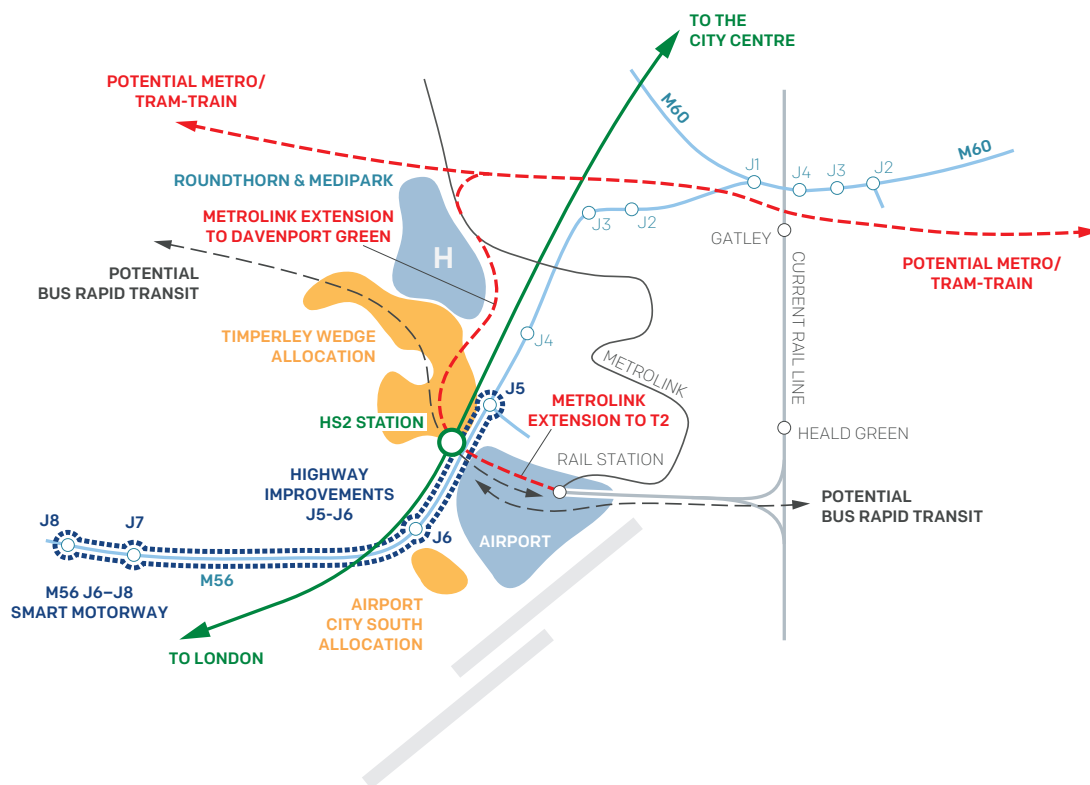 TO THE
CITY CENTRE
POTENTIAL METRO/
TRAM-TRAIN
M60
M60
J1
J4
J3
J2
ROUNDTHORN & MEDIPARK
METROLINK EXTENSION
TO DAVENPORT GREEN
J3
J2
GATLEY
H
POTENTIAL
BUS RAPID TRANSIT
POTENTIAL METRO/
TRAM-TRAIN
CURRENT RAIL LINE
TIMPERLEY WEDGE
ALLOCATION
J4
METROLINK
J5
METROLINK
EXTENSION TO T2
HS2 STATION
HEALD GREEN
RAIL STATION
HIGHWAY
IMPROVEMENTS
J5-J6
POTENTIAL
BUS RAPID TRANSIT
J8
J7
J6
AIRPORT
M56
M56 J6–J8
SMART MOTORWAY
AIRPORT
CITY SOUTH
ALLOCATION
TO LONDON